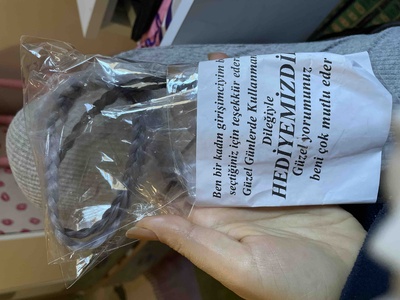 Ben bir kadın girişimciyim
seçtiğiniz için teşekkür eder
Güzel Günlerde Kullanman
Dileğiyle
HEDİYEMİZDİ
Güzel yorumunuz
beni çok mutlu eder